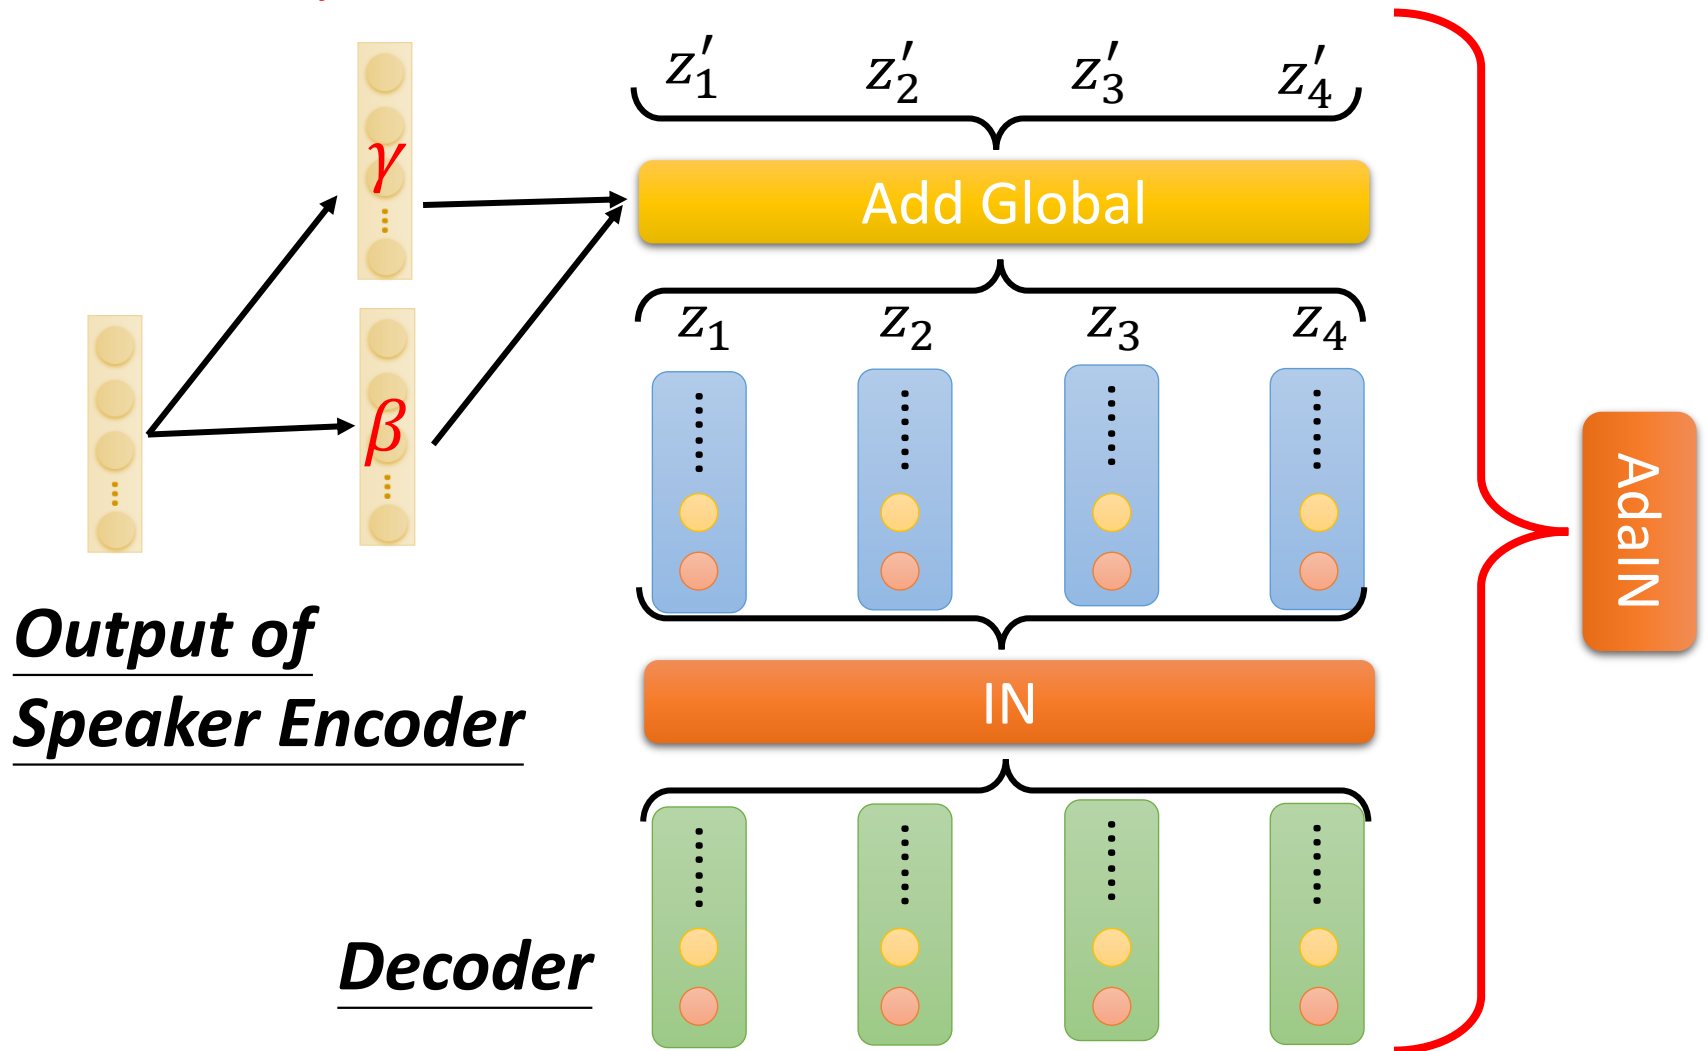 z′₁ z′₂ z′₃ z′₄
γ
Add Global
z₁ z₂ z₃ z₄
β
AdaIN
Output of
Speaker Encoder
IN
Decoder